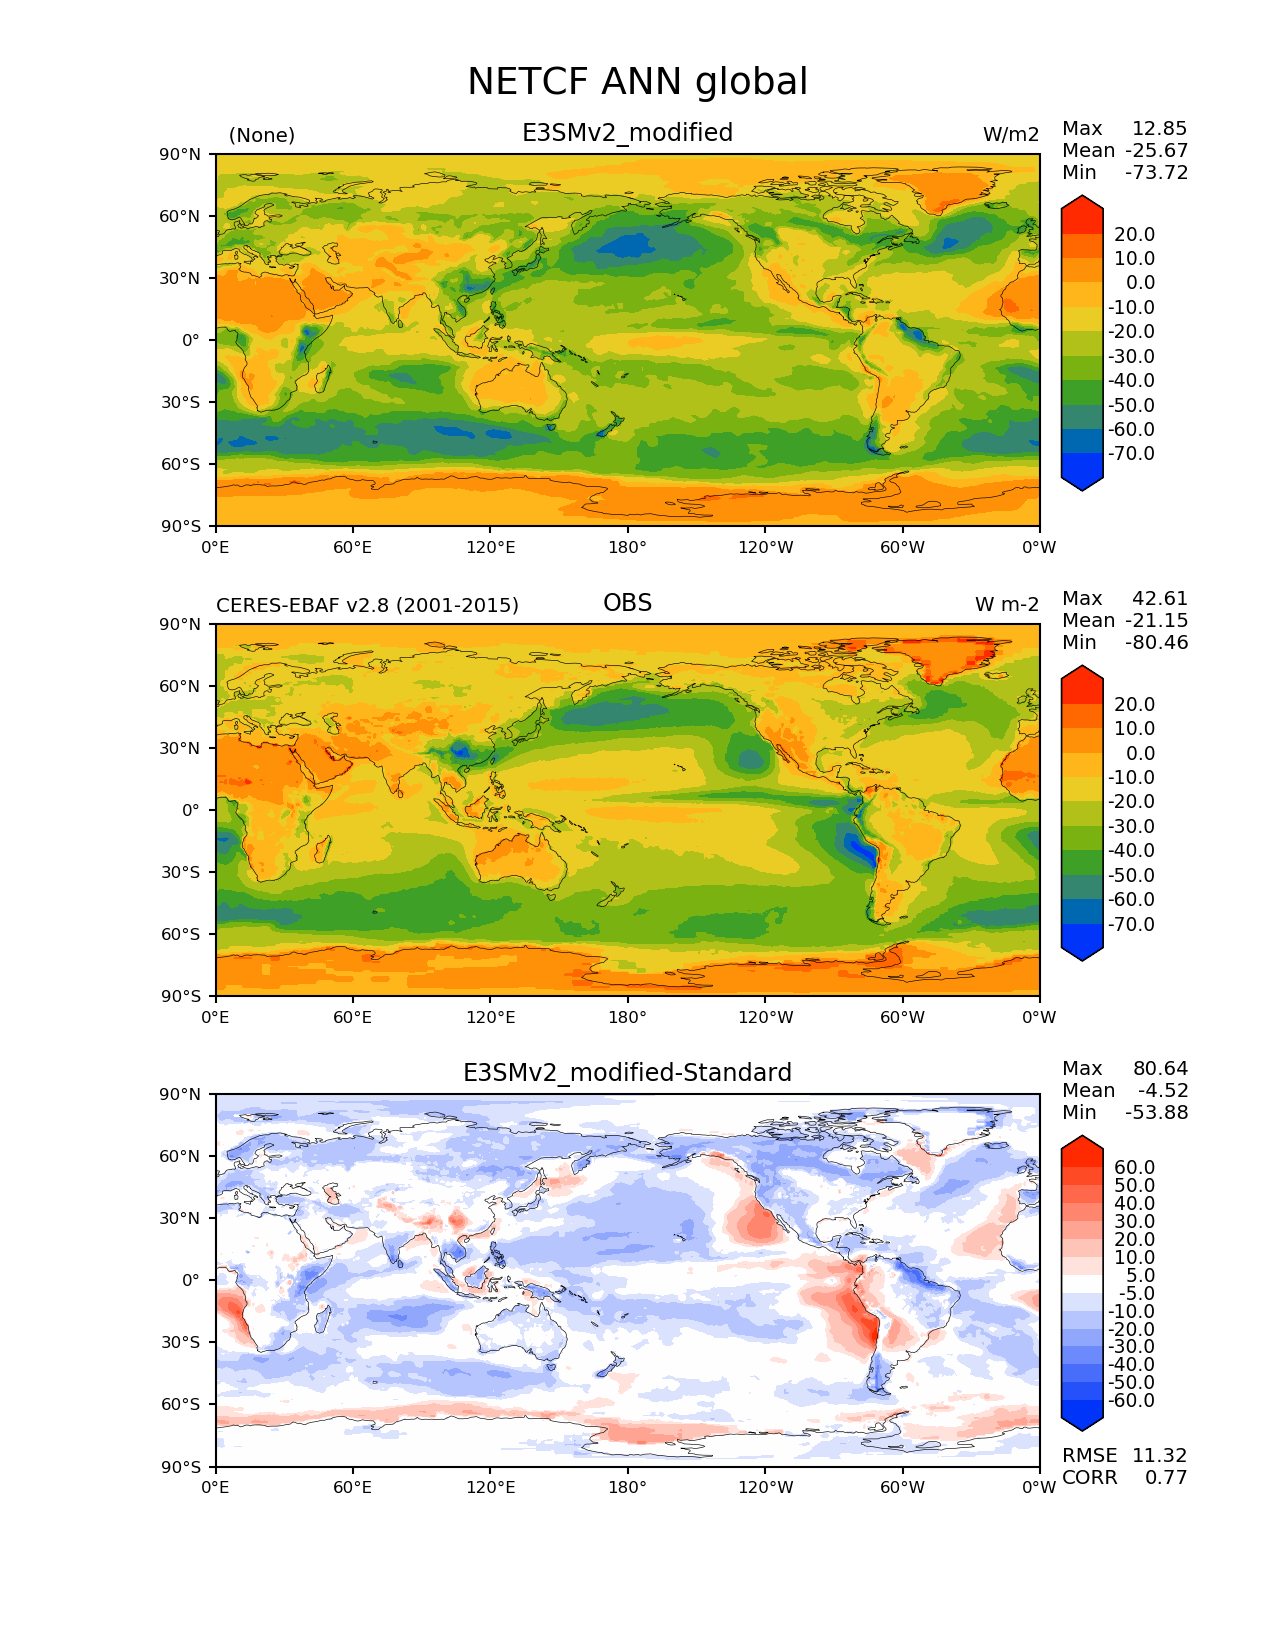 NETCF ANN global
(None) E3SMv2_modified W/m2
Max 12.85
Mean -25.67
Min -73.72
90°N
60°N
30°N
0°
30°S
60°S
90°S
0°E 60°E 120°E 180° 120°W 60°W 0°W
20.0
10.0
0.0
-10.0
-20.0
-30.0
-40.0
-50.0
-60.0
-70.0
CERES-EBAF v2.8 (2001-2015) OBS W m-2
Max 42.61
Mean -21.15
Min -80.46
90°N
60°N
30°N
0°
30°S
60°S
90°S
0°E 60°E 120°E 180° 120°W 60°W 0°W
20.0
10.0
0.0
-10.0
-20.0
-30.0
-40.0
-50.0
-60.0
-70.0
E3SMv2_modified-Standard
Max 80.64
Mean -4.52
Min -53.88
90°N
60°N
30°N
0°
30°S
60°S
90°S
0°E 60°E 120°E 180° 120°W 60°W 0°W
60.0
50.0
40.0
30.0
20.0
10.0
5.0
-5.0
-10.0
-20.0
-30.0
-40.0
-50.0
-60.0
RMSE 11.32
CORR 0.77